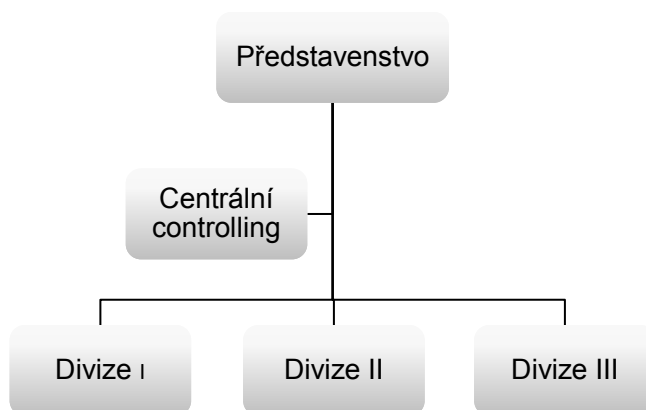 Představenstvo
Centrální
controlling
Divize I
Divize II
Divize III